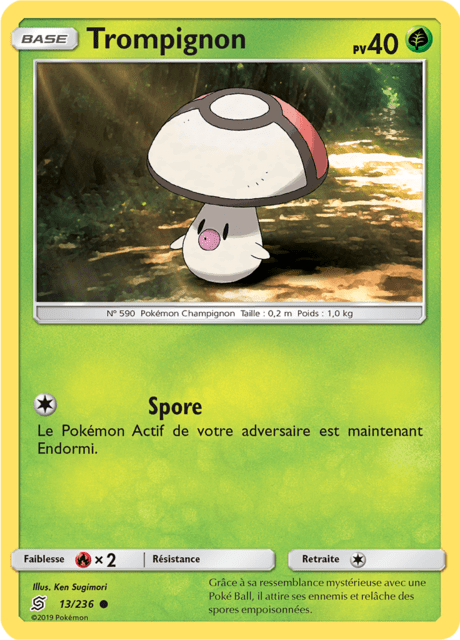 BASE Trompignon PV 40
N° 590 Pokémon Champignon Taille : 0,2 m Poids : 1,0 kg
Spore
Le Pokémon Actif de votre adversaire est maintenant
Endormi.
Faiblesse × 2 Résistance Retraite
Illus. Ken Sugimori
13/236
©2019 Pokémon
Grâce à sa ressemblance mystérieuse avec une
Poké Ball, il attire ses ennemis et relâche des
spores empoisonnées.